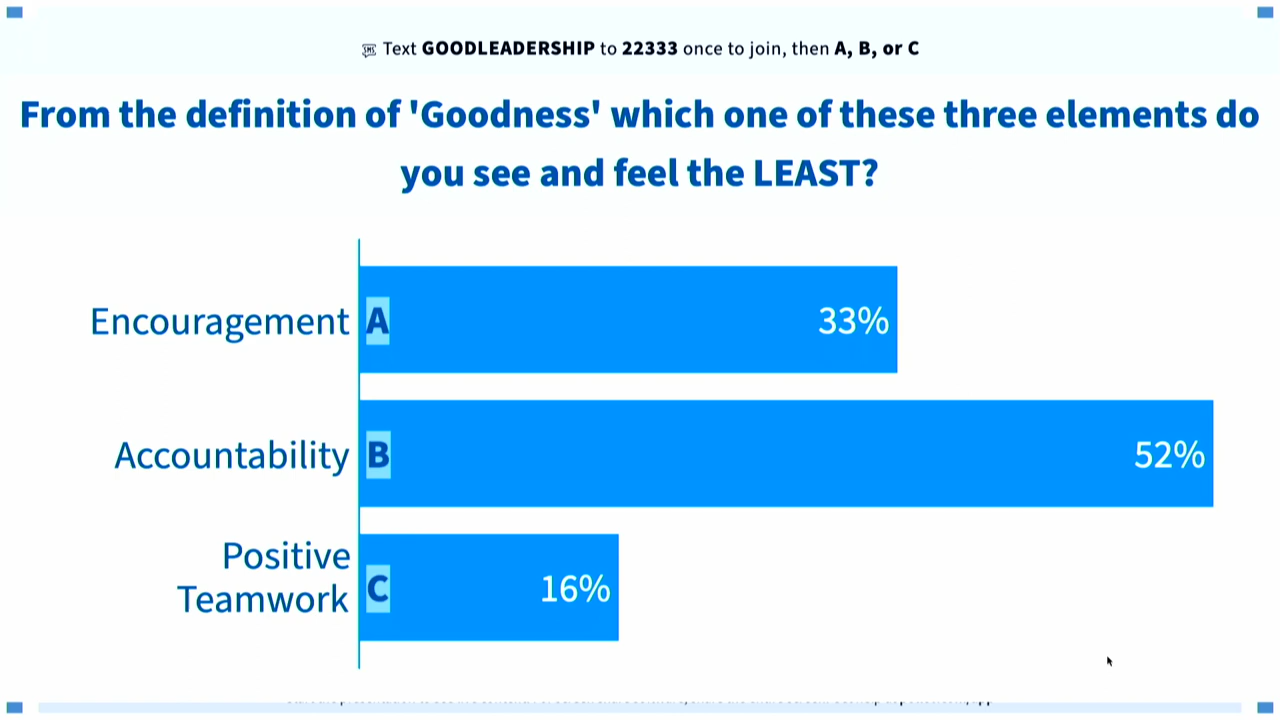 Text GOODLEADERSHIP to 22333 once to join, then A, B, or C
From the definition of 'Goodness' which one of these three elements do
you see and feel the LEAST?
Encouragement A 33%
Accountability B 52%
Positive
Teamwork C 16%